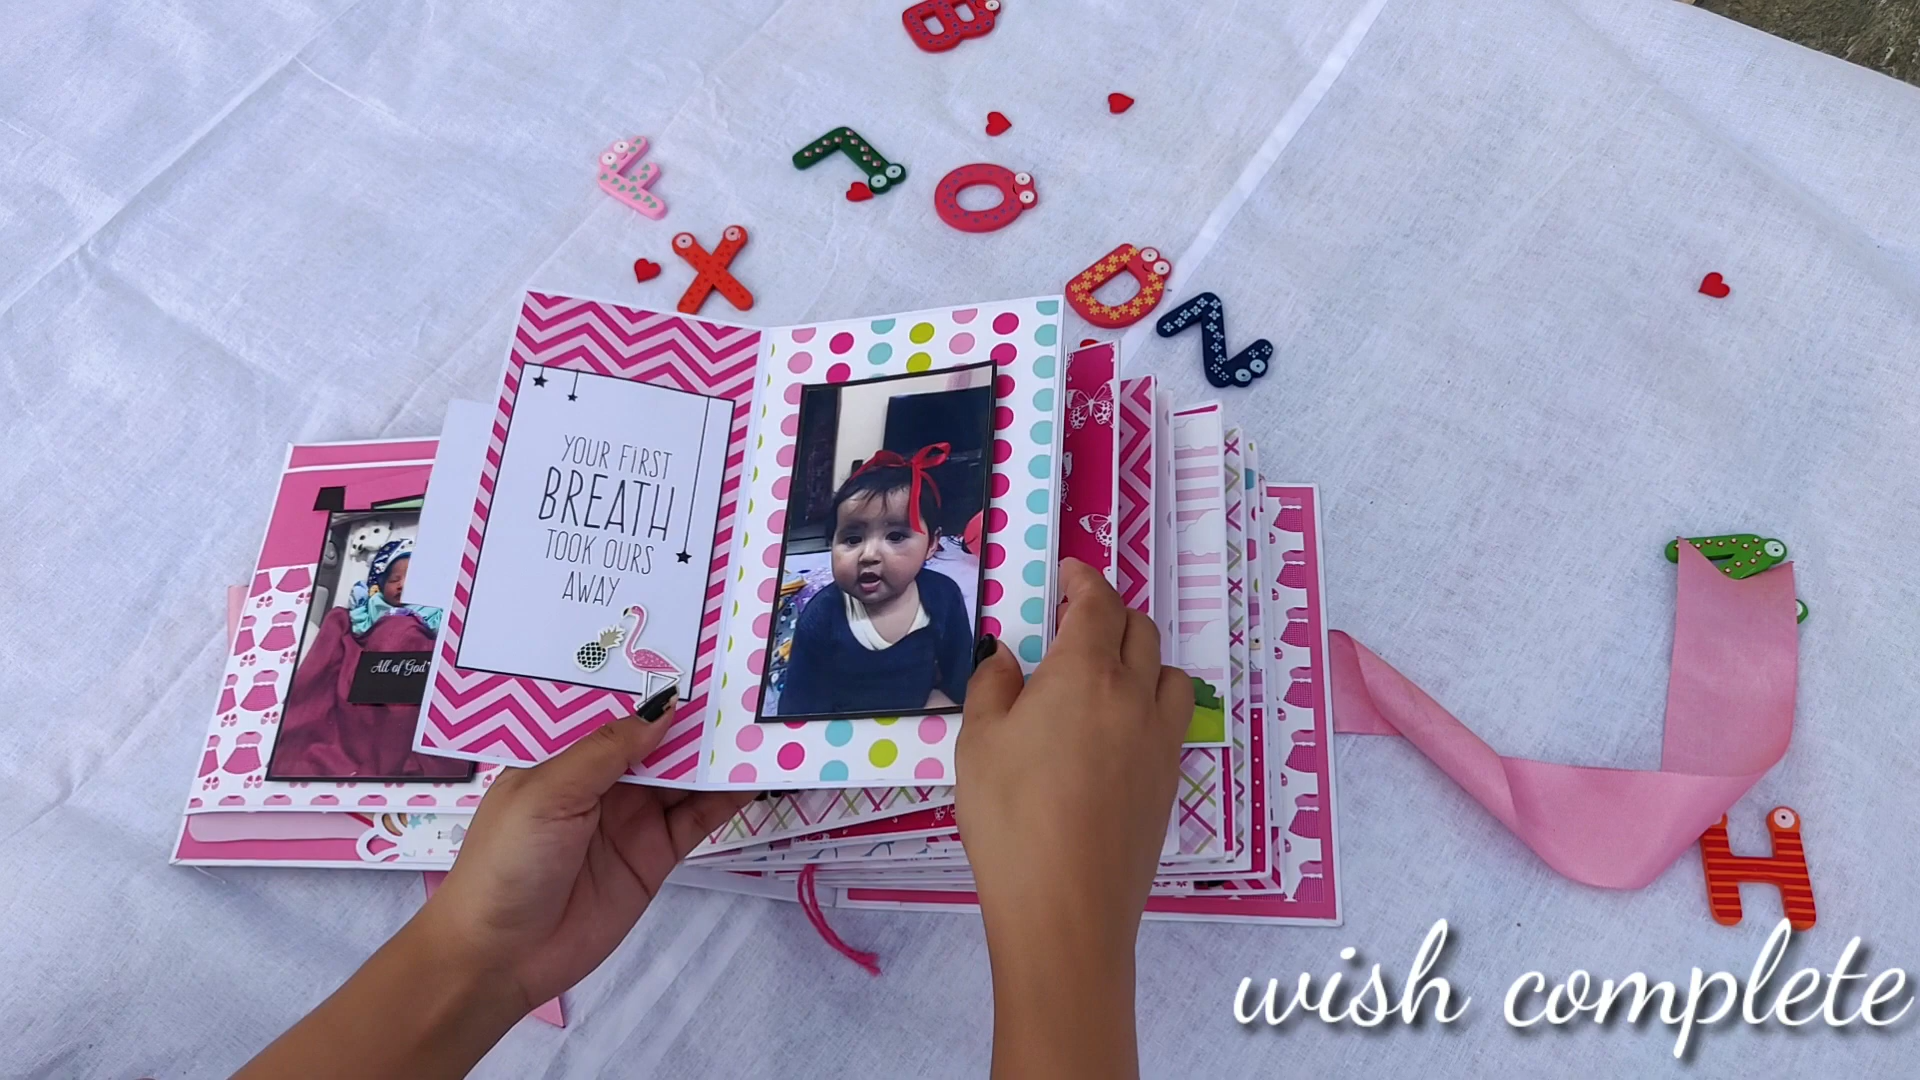 B
F
O
X
D
Z
YOUR FiRST
BREATH
TOOK OURS
AWAY
All of God'
H
wish complete